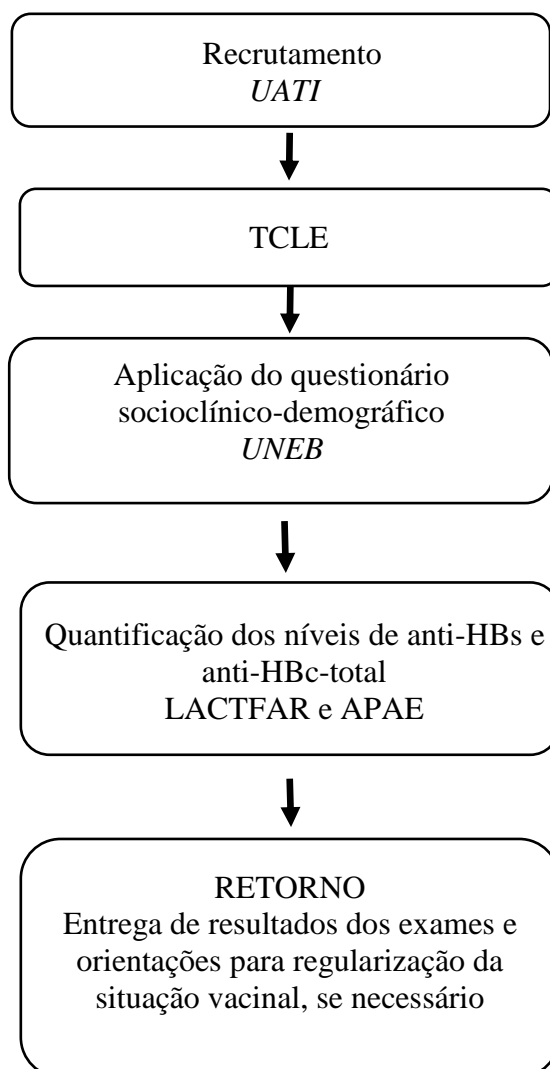 Recrutamento
UATI
TCLE
Aplicação do questionário
socioclínico-demográfico
UNEB
Quantificação dos níveis de anti-HBs e
anti-HBc-total
LACTFAR e APAE
RETORNO
Entrega de resultados dos exames e
orientações para regularização da
situação vacinal, se necessário